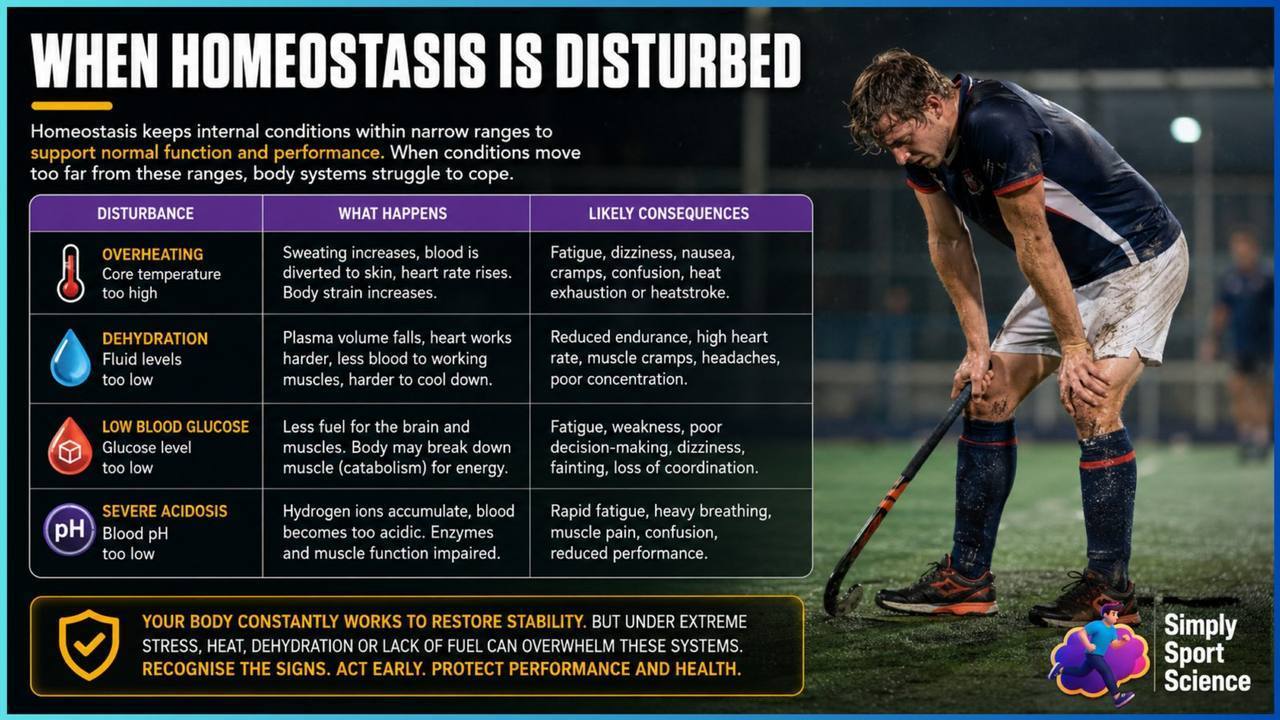 WHEN HOMEOSTASIS IS DISTURBED
Homeostasis keeps internal conditions within narrow ranges to
support normal function and performance. When conditions move
too far from these ranges, body systems struggle to cope.
DISTURBANCE
WHAT HAPPENS
LIKELY CONSEQUENCES
OVERHEATING
Core temperature
too high
Sweating increases, blood is
diverted to skin, heart rate rises.
Body strain increases.
Fatigue, dizziness, nausea,
cramps, confusion, heat
exhaustion or heatstroke.
DEHYDRATION
Fluid levels
too low
Plasma volume falls, heart works
harder, less blood to working
muscles, harder to cool down.
Reduced endurance, high heart
rate, muscle cramps, headaches,
poor concentration.
LOW BLOOD GLUCOSE
Glucose level
too low
Less fuel for the brain and
muscles. Body may break down
muscle (catabolism) for energy.
Fatigue, weakness, poor
decision-making, dizziness,
fainting, loss of coordination.
pH
SEVERE ACIDOSIS
Blood pH
too low
Hydrogen ions accumulate, blood
becomes too acidic. Enzymes
and muscle function impaired.
Rapid fatigue, heavy breathing,
muscle pain, confusion,
reduced performance.
YOUR BODY CONSTANTLY WORKS TO RESTORE STABILITY. BUT UNDER EXTREME
STRESS, HEAT, DEHYDRATION OR LACK OF FUEL CAN OVERWHELM THESE SYSTEMS.
RECOGNISE THE SIGNS. ACT EARLY. PROTECT PERFORMANCE AND HEALTH.
Simply
Sport
Science